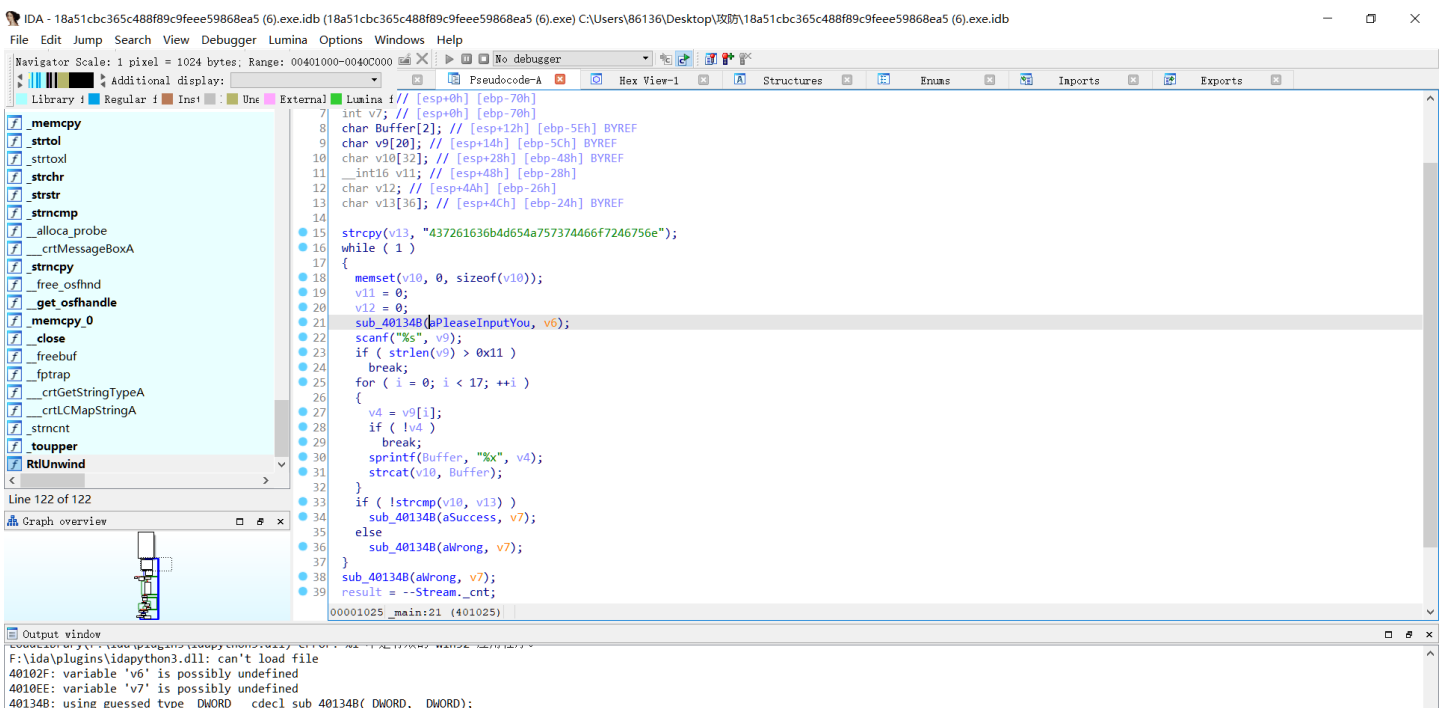 IDA - 18a51cbc365c488f89c9feee59868ea5 (6).exe.idb (18a51cbc365c488f89c9feee59868ea5 (6).exe) C:\Users\86136\Desktop\攻防\18a51cbc365c488f89c9feee59868ea5 (6).exe.idb
File Edit Jump Search View Debugger Lumina Options Windows Help
Navigator Scale: 1 pixel = 1024 bytes; Range: 00401000-0040C000
No debugger
Additional display:
Pseudocode-A
Hex View-1
Structures
Enums
Imports
Exports
Library f Regular f Inst Une External Lumina f
_memcpy
_strtol
_strtoxl
_strchr
_strstr
_strncmp
__alloca_probe
___crtMessageBoxA
_strncpy
__free_osfhnd
__get_osfhandle
_memcpy_0
__close
__freebuf
__fptrap
___crtGetStringTypeA
___crtLCMapStringA
_strncnt
_toupper
RtlUnwind
Line 122 of 122
Graph overview
// [esp+0h] [ebp-70h]
7 int v7; // [esp+0h] [ebp-70h]
8 char Buffer[2]; // [esp+12h] [ebp-5Eh] BYREF
9 char v9[20]; // [esp+14h] [ebp-5Ch] BYREF
10 char v10[32]; // [esp+28h] [ebp-48h] BYREF
11 __int16 v11; // [esp+48h] [ebp-28h]
12 char v12; // [esp+4Ah] [ebp-26h]
13 char v13[36]; // [esp+4Ch] [ebp-24h] BYREF
14
15 strcpy(v13, "437261636b4d654a757374466f7246756e");
16 while ( 1 )
17 {
18 memset(v10, 0, sizeof(v10));
19 v11 = 0;
20 v12 = 0;
21 sub_40134B(aPleaseInputYou, v6);
22 scanf("%s", v9);
23 if ( strlen(v9) > 0x11 )
24 break;
25 for ( i = 0; i < 17; ++i )
26 {
27 v4 = v9[i];
28 if ( !v4 )
29 break;
30 sprintf(Buffer, "%x", v4);
31 strcat(v10, Buffer);
32 }
33 if ( !strcmp(v10, v13) )
34 sub_40134B(aSuccess, v7);
35 else
36 sub_40134B(aWrong, v7);
37 }
38 sub_40134B(aWrong, v7);
39 result = --Stream._cnt;
00001025 _main:21 (401025)
Output window
F:\ida\plugins\idapython3.dll: can't load file
40102F: variable 'v6' is possibly undefined
4010EE: variable 'v7' is possibly undefined
40134B: using guessed type _DWORD __cdecl sub_40134B(_DWORD, _DWORD);